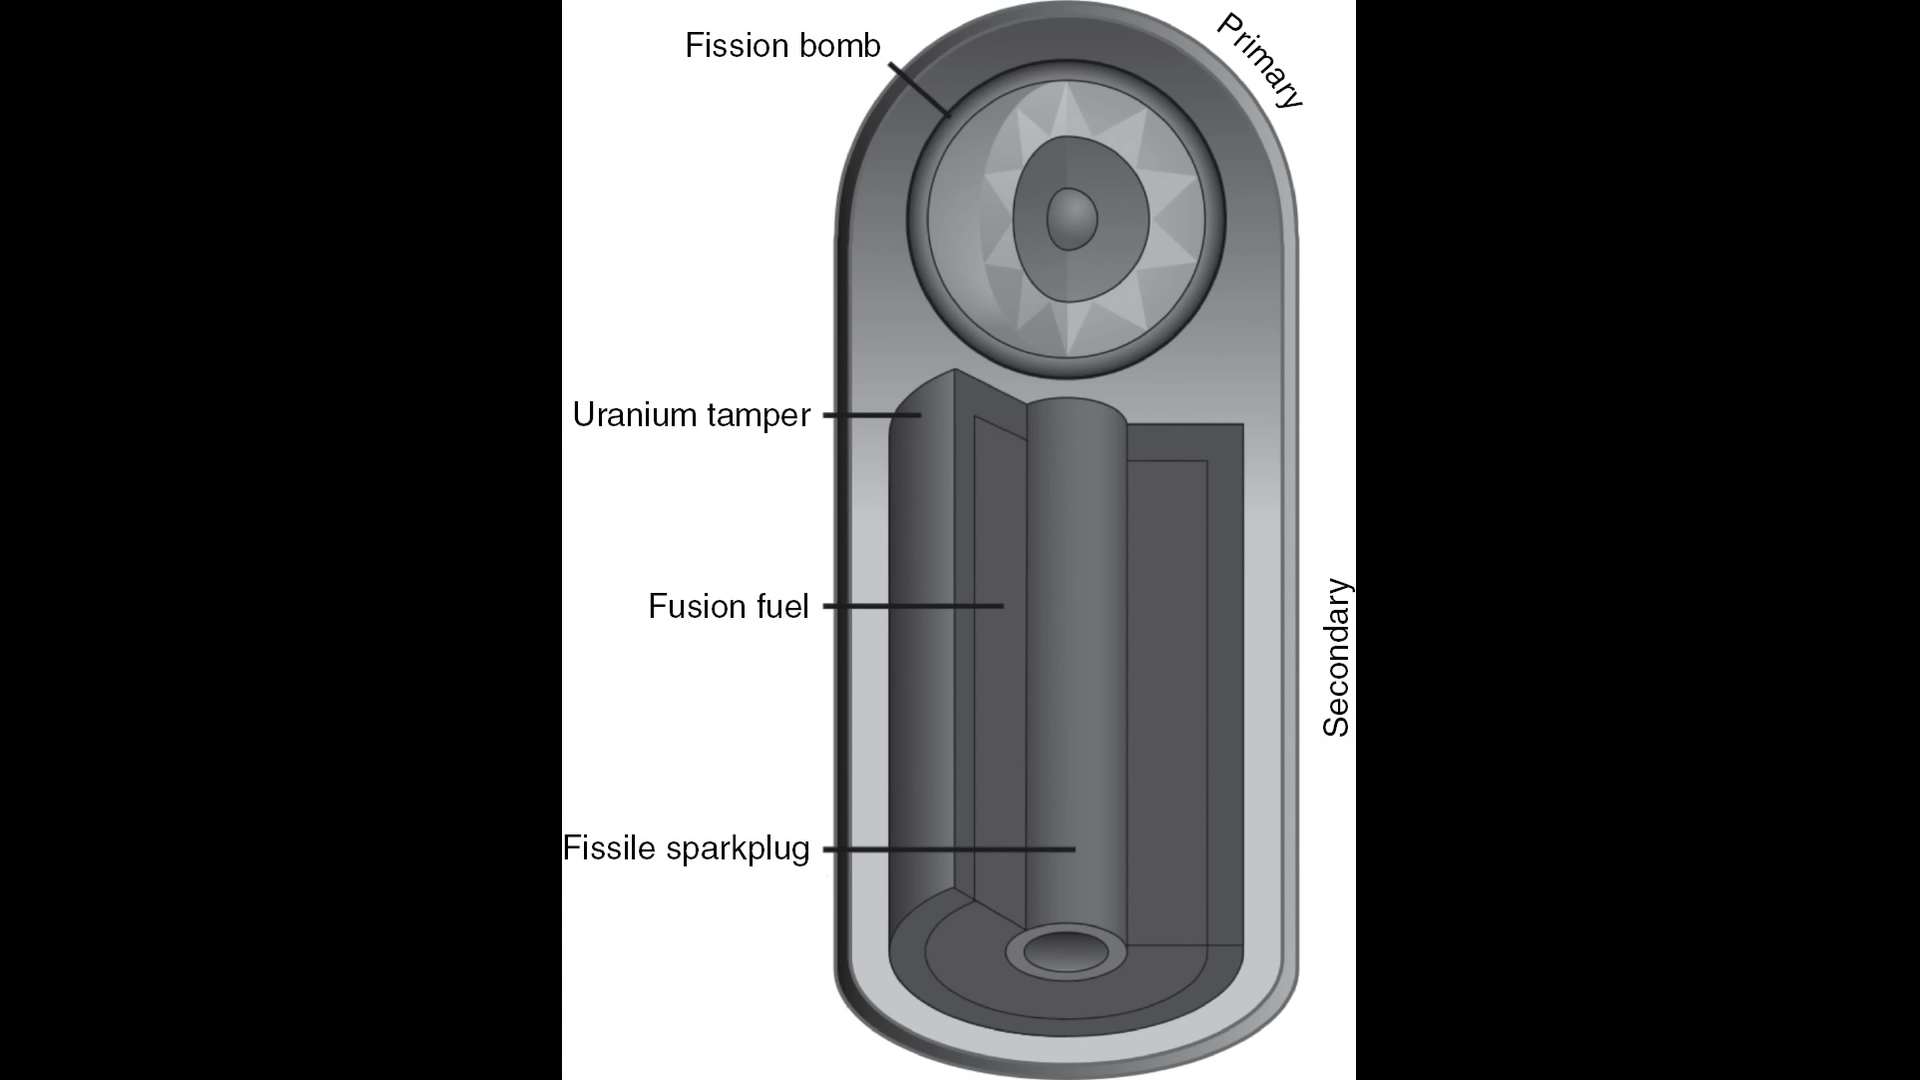 Fission bomb
Primary
Uranium tamper
Fusion fuel
Secondary
Fissile sparkplug